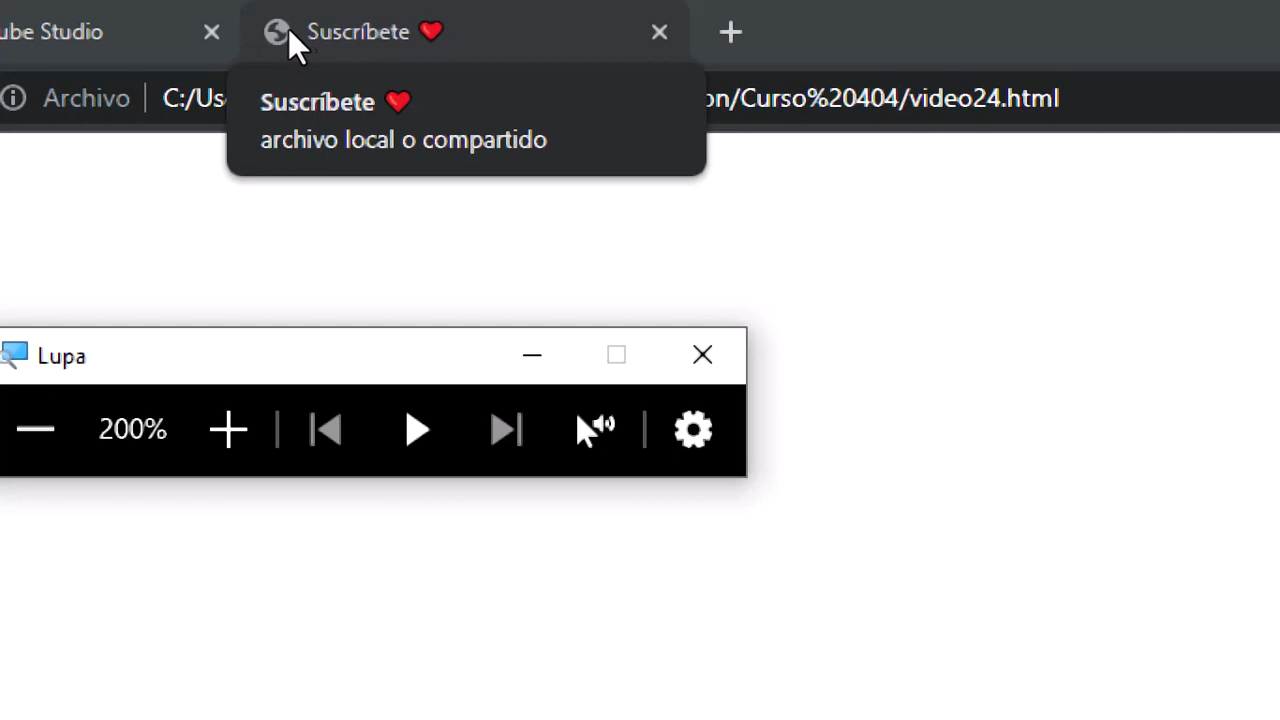 ube Studio
Suscríbete ❤️
Archivo
C:/Us
on/Curso%20404/video24.html
Suscríbete ❤️
archivo local o compartido
Lupa
200%